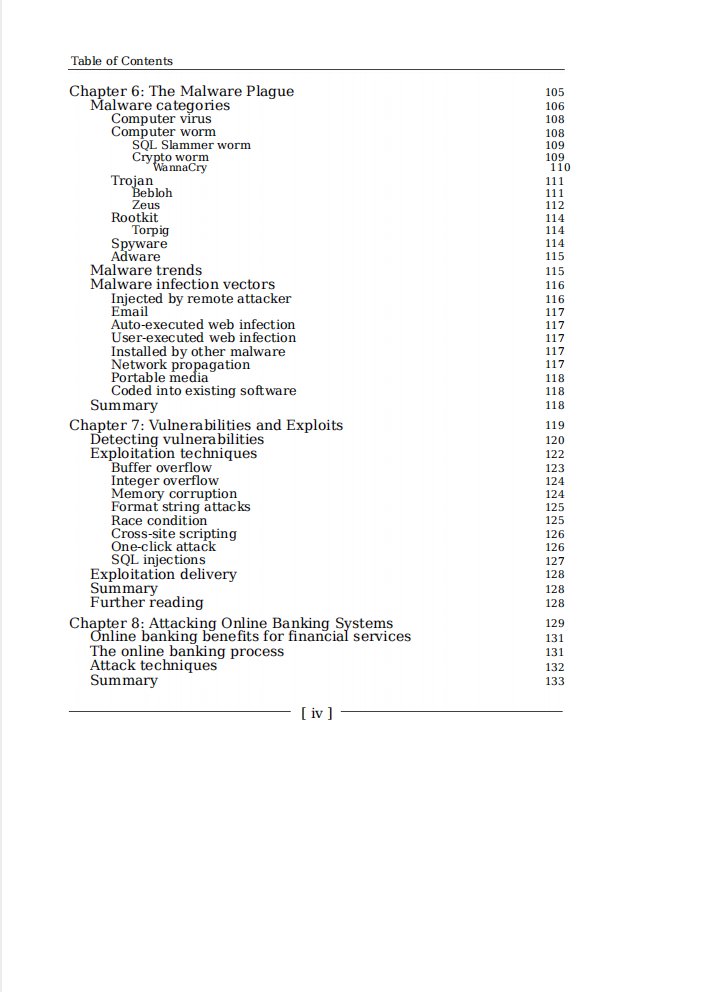 Table of Contents
Chapter 6: The Malware Plague 105
Malware categories 106
Computer virus 108
Computer worm 108
SQL Slammer worm 109
Crypto worm 109
WannaCry 110
Trojan 111
Bebloh 111
Zeus 112
Rootkit 114
Torpig 114
Spyware 114
Adware 115
Malware trends 115
Malware infection vectors 116
Injected by remote attacker 116
Email 117
Auto-executed web infection 117
User-executed web infection 117
Installed by other malware 117
Network propagation 117
Portable media 118
Coded into existing software 118
Summary 118
Chapter 7: Vulnerabilities and Exploits 119
Detecting vulnerabilities 120
Exploitation techniques 122
Buffer overflow 123
Integer overflow 124
Memory corruption 124
Format string attacks 125
Race condition 125
Cross-site scripting 126
One-click attack 126
SQL injections 127
Exploitation delivery 128
Summary 128
Further reading 128
Chapter 8: Attacking Online Banking Systems 129
Online banking benefits for financial services 131
The online banking process 131
Attack techniques 132
Summary 133
[ iv ]